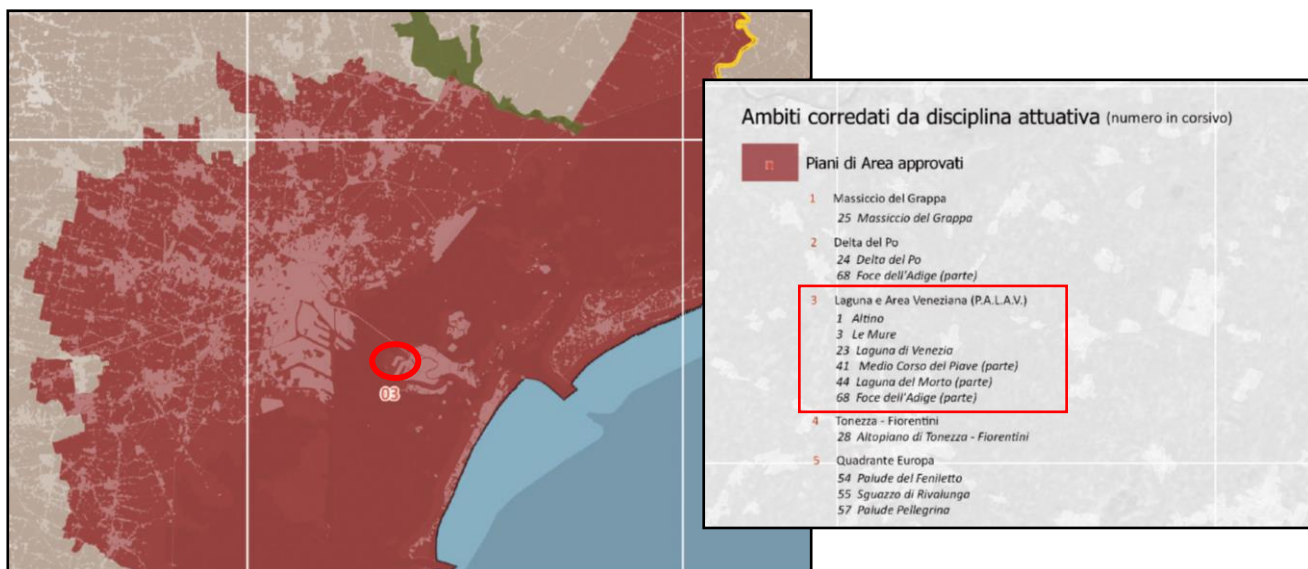 03
Ambiti corredati da disciplina attuativa (numero in corsivo)
n Piani di Area approvati
1 Massiccio del Grappa
25 Massiccio del Grappa
2 Delta del Po
24 Delta del Po
68 Foce dell'Adige (parte)
3 Laguna e Area Veneziana (P.A.L.A.V.)
1 Altino
3 Le Mure
23 Laguna di Venezia
41 Medio Corso del Piave (parte)
44 Laguna del Morto (parte)
68 Foce dell'Adige (parte)
4 Tonezza - Fiorentini
28 Altopiano di Tonezza - Fiorentini
5 Quadrante Europa
54 Palude del Feniletto
55 Sguazzo di Rivalunga
57 Palude Pellegrina